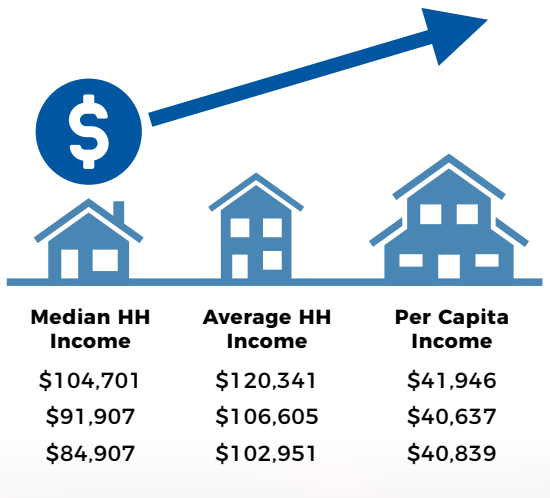 $
Median HH Income
Average HH Income
Per Capita Income
$104,701 $120,341 $41,946
$91,907 $106,605 $40,637
$84,907 $102,951 $40,839